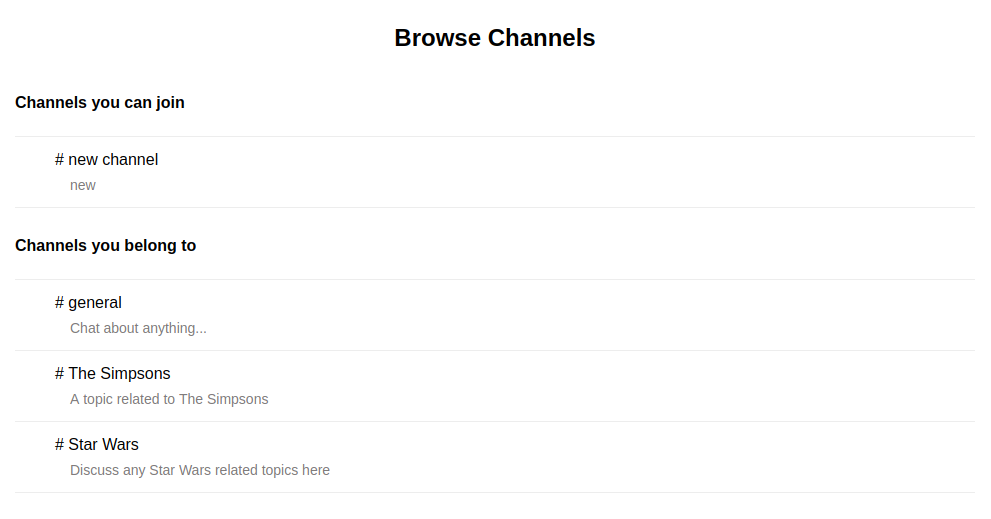 Browse Channels
Channels you can join
# new channel
new
Channels you belong to
# general
Chat about anything...
# The Simpsons
A topic related to The Simpsons
# Star Wars
Discuss any Star Wars related topics here